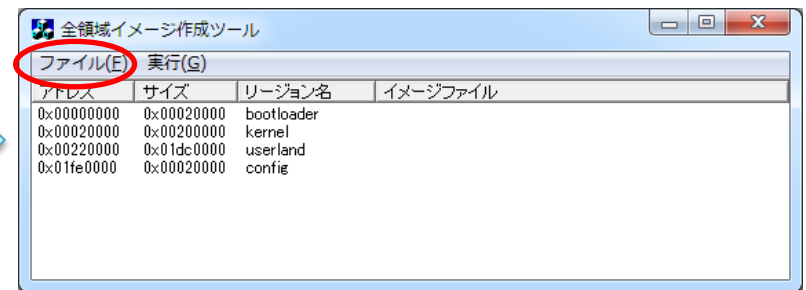 全領域イメージ作成ツール
ファイル(F) 実行(G)
アドレス サイズ リージョン名 イメージファイル
0x00000000 0x00020000 bootloader
0x00020000 0x00200000 kernel
0x00220000 0x01dc0000 userland
0x01fe0000 0x00020000 config